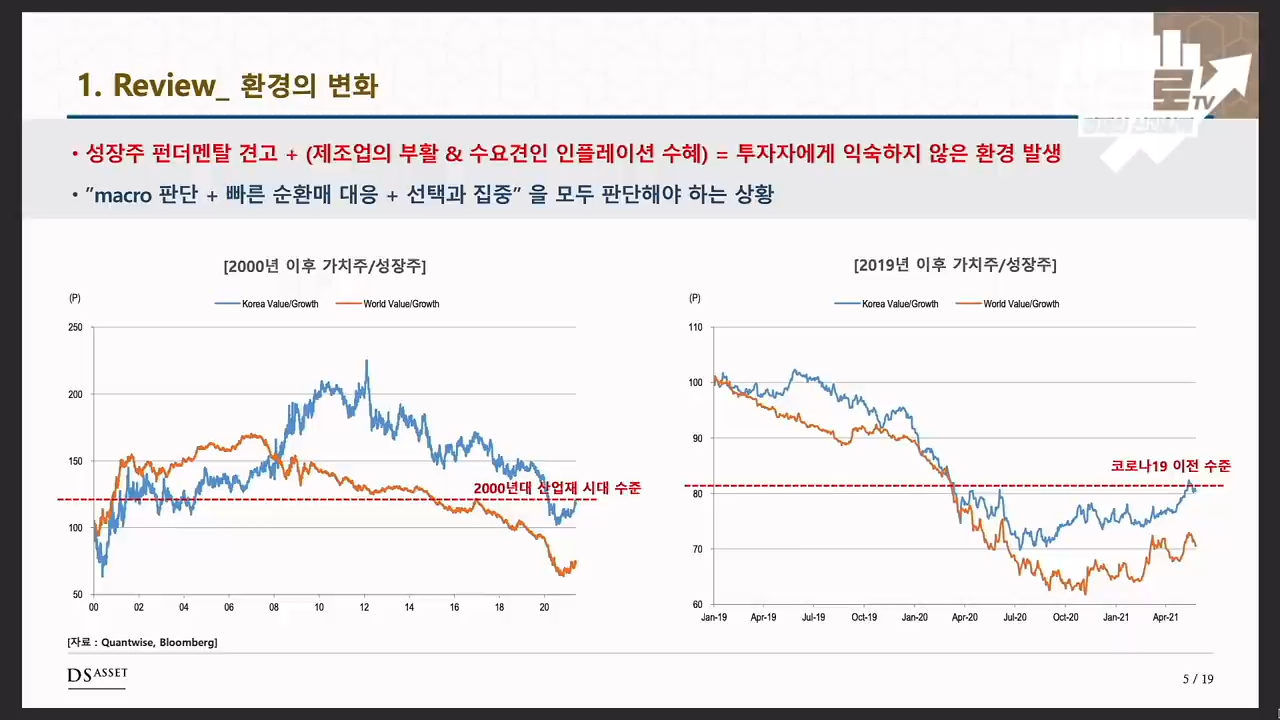 1. Review_ 환경의 변화
TV
• 성장주 펀더멘탈 견고 + (제조업의 부활 & 수요견인 인플레이션 수혜) = 투자자에게 익숙하지 않은 환경 발생
• ”macro 판단 + 빠른 순환매 대응 + 선택과 집중” 을 모두 판단해야 하는 상황
[2000년 이후 가치주/성장주]
(P)
Korea Value/Growth World Value/Growth
250
200
150
100
50
2000년대 산업재 시대 수준
00 02 04 06 08 10 12 14 16 18 20
[2019년 이후 가치주/성장주]
(P)
Korea Value/Growth World Value/Growth
110
100
90
80
70
60
코로나19 이전 수준
Jan-19 Apr-19 Jul-19 Oct-19 Jan-20 Apr-20 Jul-20 Oct-20 Jan-21 Apr-21
[자료 : Quantwise, Bloomberg]
DS ASSET
5 / 19